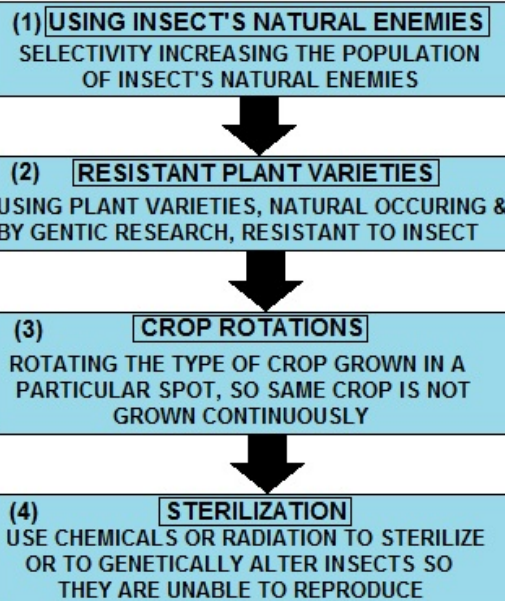 (1) USING INSECT'S NATURAL ENEMIES
SELECTIVITY INCREASING THE POPULATION
OF INSECT'S NATURAL ENEMIES
(2) RESISTANT PLANT VARIETIES
USING PLANT VARIETIES, NATURAL OCCURING &
BY GENTIC RESEARCH, RESISTANT TO INSECT
(3) CROP ROTATIONS
ROTATING THE TYPE OF CROP GROWN IN A
PARTICULAR SPOT, SO SAME CROP IS NOT
GROWN CONTINUOUSLY
(4) STERILIZATION
USE CHEMICALS OR RADIATION TO STERILIZE
OR TO GENETICALLY ALTER INSECTS SO
THEY ARE UNABLE TO REPRODUCE